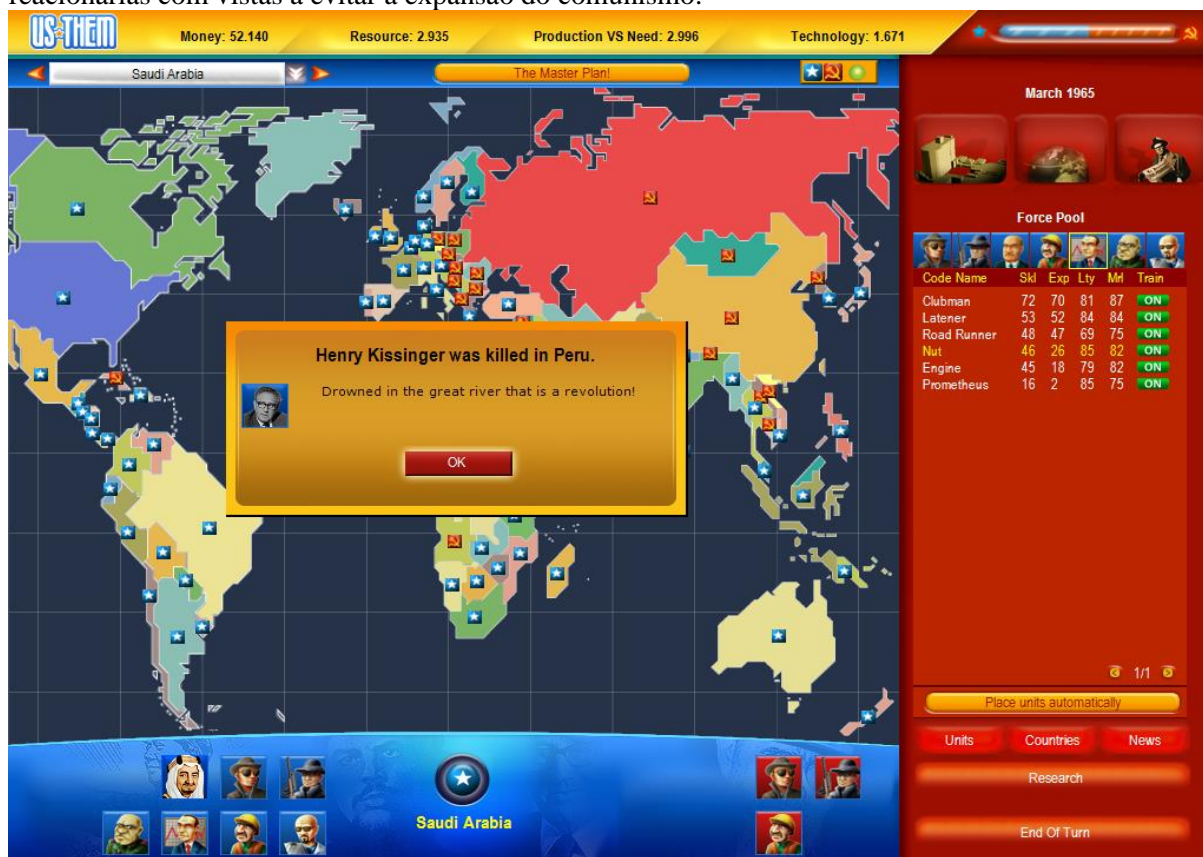 reacionárias com vistas a evitar a expansão do comunismo.
US&THEM
Money: 52.140
Resource: 2.935
Production VS Need: 2.996
Technology: 1.671
Saudi Arabia
The Master Plan!
March 1965
Force Pool
Code Name Skl Exp Lty Mrl Train
Clubman 72 70 81 87 ON
Latener 53 52 84 84 ON
Road Runner 48 47 69 75 ON
Nut 46 26 85 82 ON
Engine 45 18 79 82 ON
Prometheus 16 2 85 75 ON
Henry Kissinger was killed in Peru.
Drowned in the great river that is a revolution!
OK
1/1
Place units automatically
Units
Countries
News
Research
End Of Turn
Saudi Arabia